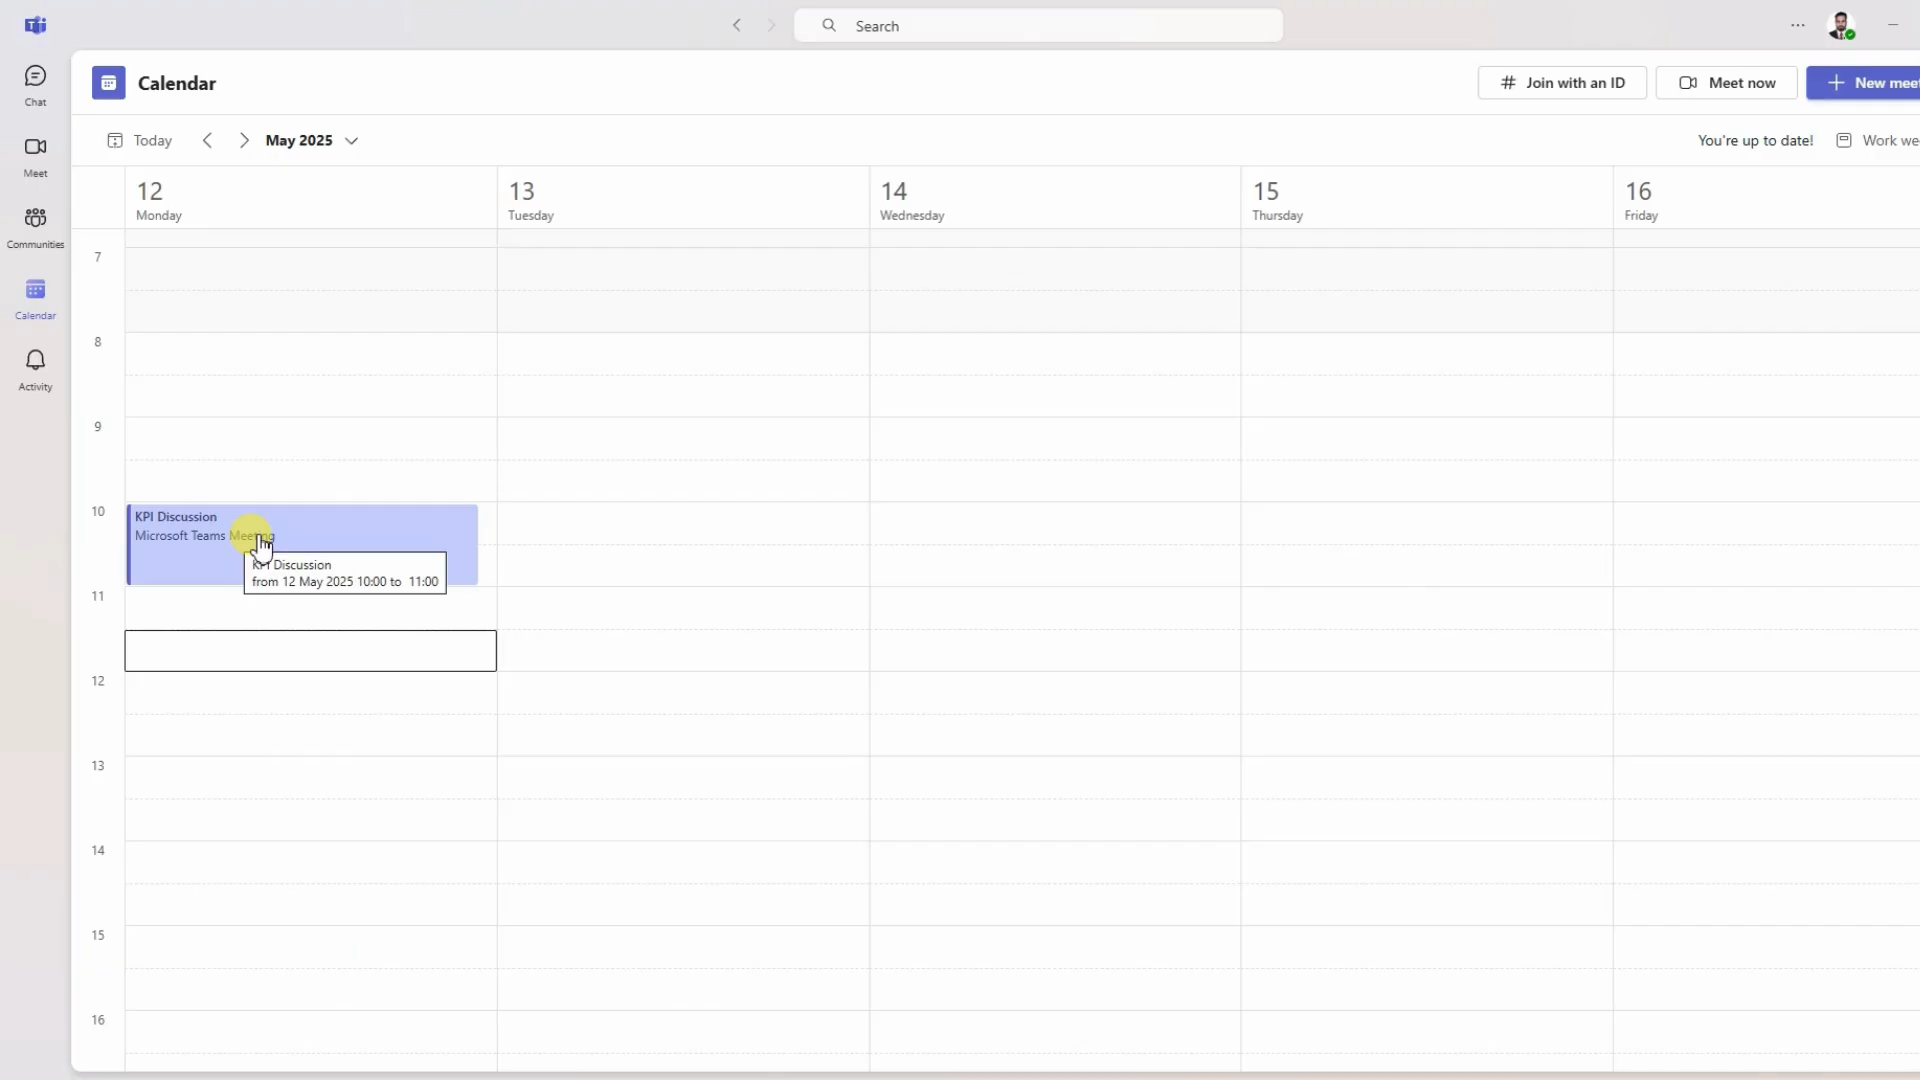 Search
Chat
Meet
Communities
Calendar
Activity
Calendar
# Join with an ID
Meet now
+ New meet
Today
May 2025
You're up to date!
Work wee
12
Monday
13
Tuesday
14
Wednesday
15
Thursday
16
Friday
7
8
9
10
KPI Discussion
Microsoft Teams Meeting
KPI Discussion
from 12 May 2025 10:00 to 11:00
11
12
13
14
15
16